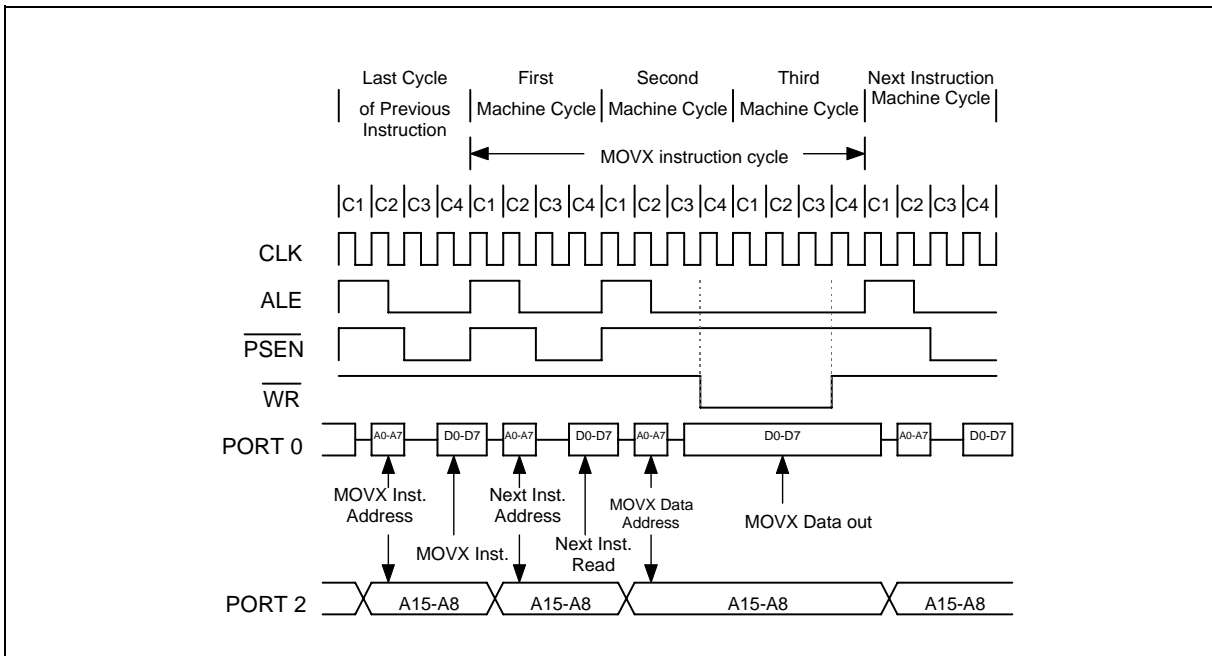 Last Cycle
of Previous
Instruction
First
Machine Cycle
Second
Machine Cycle
Third
Machine Cycle
Next Instruction
Machine Cycle
MOVX instruction cycle
C1 C2 C3 C4 C1 C2 C3 C4 C1 C2 C3 C4 C1 C2 C3 C4 C1 C2 C3 C4
CLK
ALE
PSEN
WR
PORT 0
A0-A7 D0-D7 A0-A7 D0-D7 A0-A7 D0-D7 A0-A7 D0-D7
MOVX Inst.
Address
MOVX Inst.
Next Inst.
Address
Next Inst.
Read
MOVX Data
Address
MOVX Data out
PORT 2
A15-A8 A15-A8 A15-A8 A15-A8